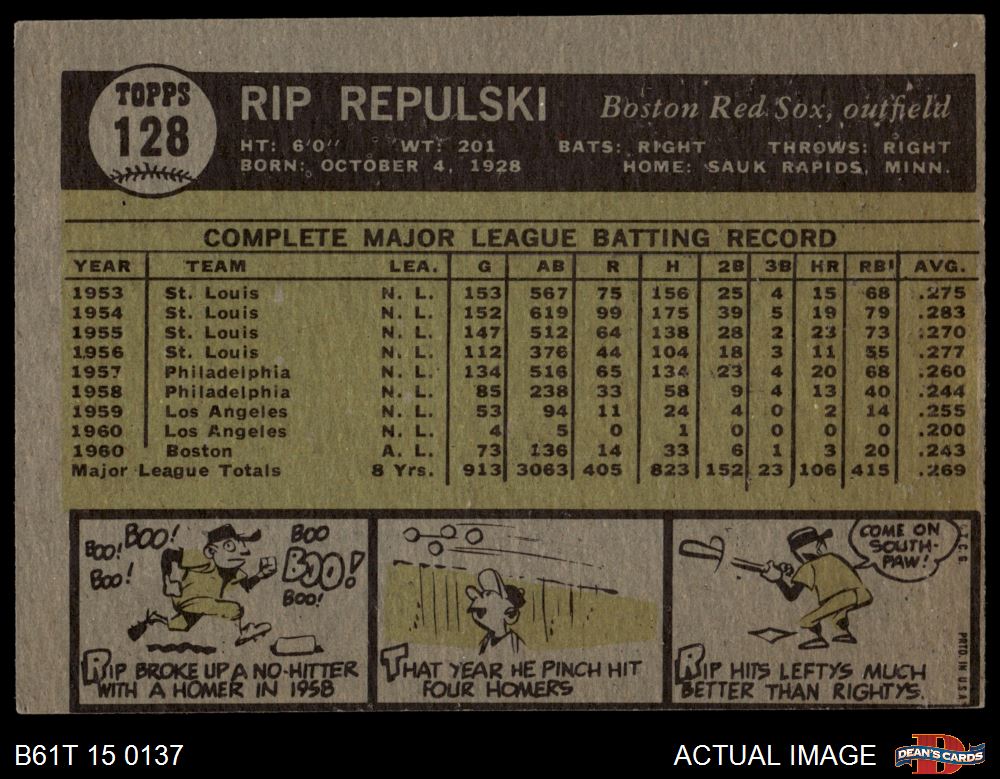 TOPPS
128
RIP REPULSKI Boston Red Sox, outfield
HT: 6'0" WT: 201 BATS: RIGHT THROWS: RIGHT
BORN: OCTOBER 4, 1928 HOME: SAUK RAPIDS, MINN.
COMPLETE MAJOR LEAGUE BATTING RECORD
YEAR TEAM LEA. G AB R H 2B 3B HR RBI AVG.
1953 St. Louis N. L. 153 567 75 156 25 4 15 68 .275
1954 St. Louis N. L. 152 619 99 175 39 5 19 79 .283
1955 St. Louis N. L. 147 512 64 138 28 2 23 73 .270
1956 St. Louis N. L. 112 376 44 104 18 3 11 55 .277
1957 Philadelphia N. L. 134 516 65 134 23 4 20 68 .260
1958 Philadelphia N. L. 85 238 33 58 9 4 13 40 .244
1959 Los Angeles N. L. 53 94 11 24 4 0 2 14 .255
1960 Los Angeles N. L. 4 5 0 1 0 0 0 0 .200
1960 Boston A. L. 73 136 14 33 6 1 3 20 .243
Major League Totals 8 Yrs. 913 3063 405 823 152 23 106 415 .269
BOO! BOO! BOO
BOO! BOO!
BOO!
RIP BROKE UP A NO-HITTER
WITH A HOMER IN 1958
THAT YEAR HE PINCH HIT
FOUR HOMERS
COME ON
SOUTH-
PAW!
RIP HITS LEFTYS MUCH
BETTER THAN RIGHTYS.
T.C.G.
PRTD. IN U.S.A.
B61T 15 0137 ACTUAL IMAGE
DEAN'S CARDS